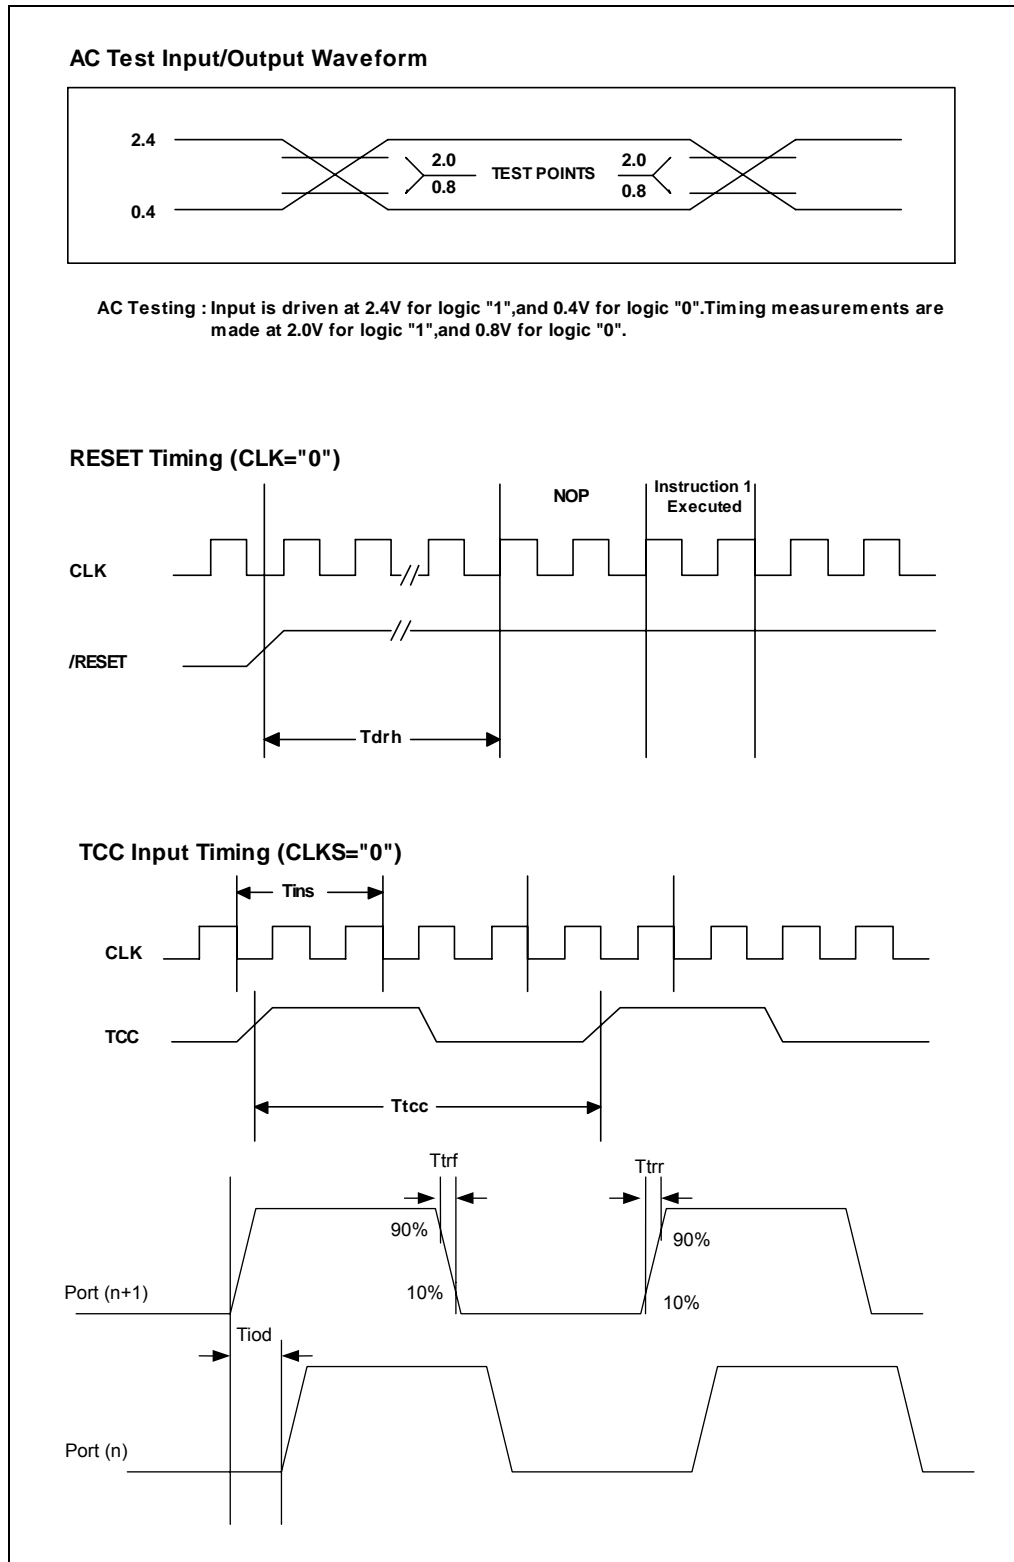 AC Test Input/Output Waveform
2.4
2.0
TEST POINTS
2.0
0.8
0.8
0.4
AC Testing : Input is driven at 2.4V for logic "1",and 0.4V for logic "0".Timing measurements are
made at 2.0V for logic "1",and 0.8V for logic "0".
RESET Timing (CLK="0")
NOP
Instruction 1
Executed
CLK
/RESET
Tdrh
TCC Input Timing (CLKS="0")
Tins
CLK
TCC
Ttcc
Ttrf
Ttrr
90%
90%
Port (n+1)
10%
10%
Tiod
Port (n)